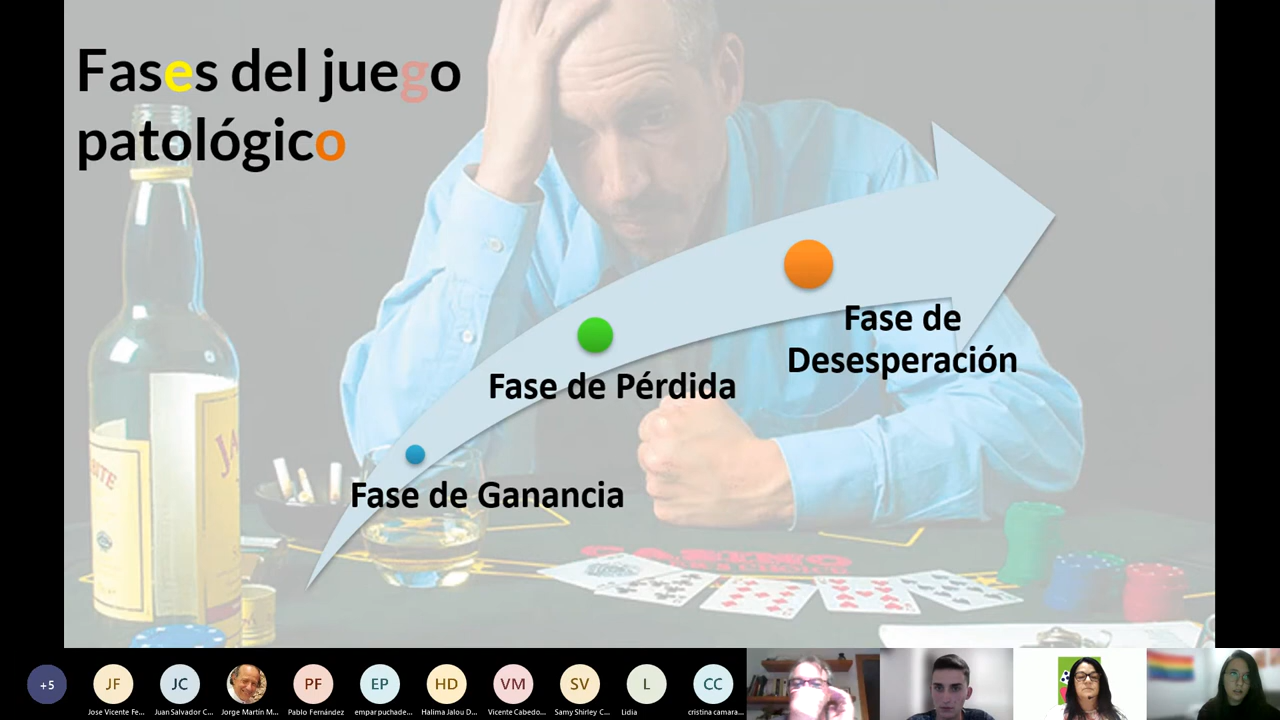 Fases del juego
patológico
Fase de
Desesperación
Fase de Pérdida
Fase de Ganancia
CASINO
+5
JF
JC
PF
EP
HD
VM
SV
L
CC
Jose Vicente Fe...
Juan Salvador C...
Jorge Martín M...
Pablo Fernández
empar puchade...
Halima Jalou D...
Vicente Cabedo...
Samy Shirley C...
Lidia
cristina camara...